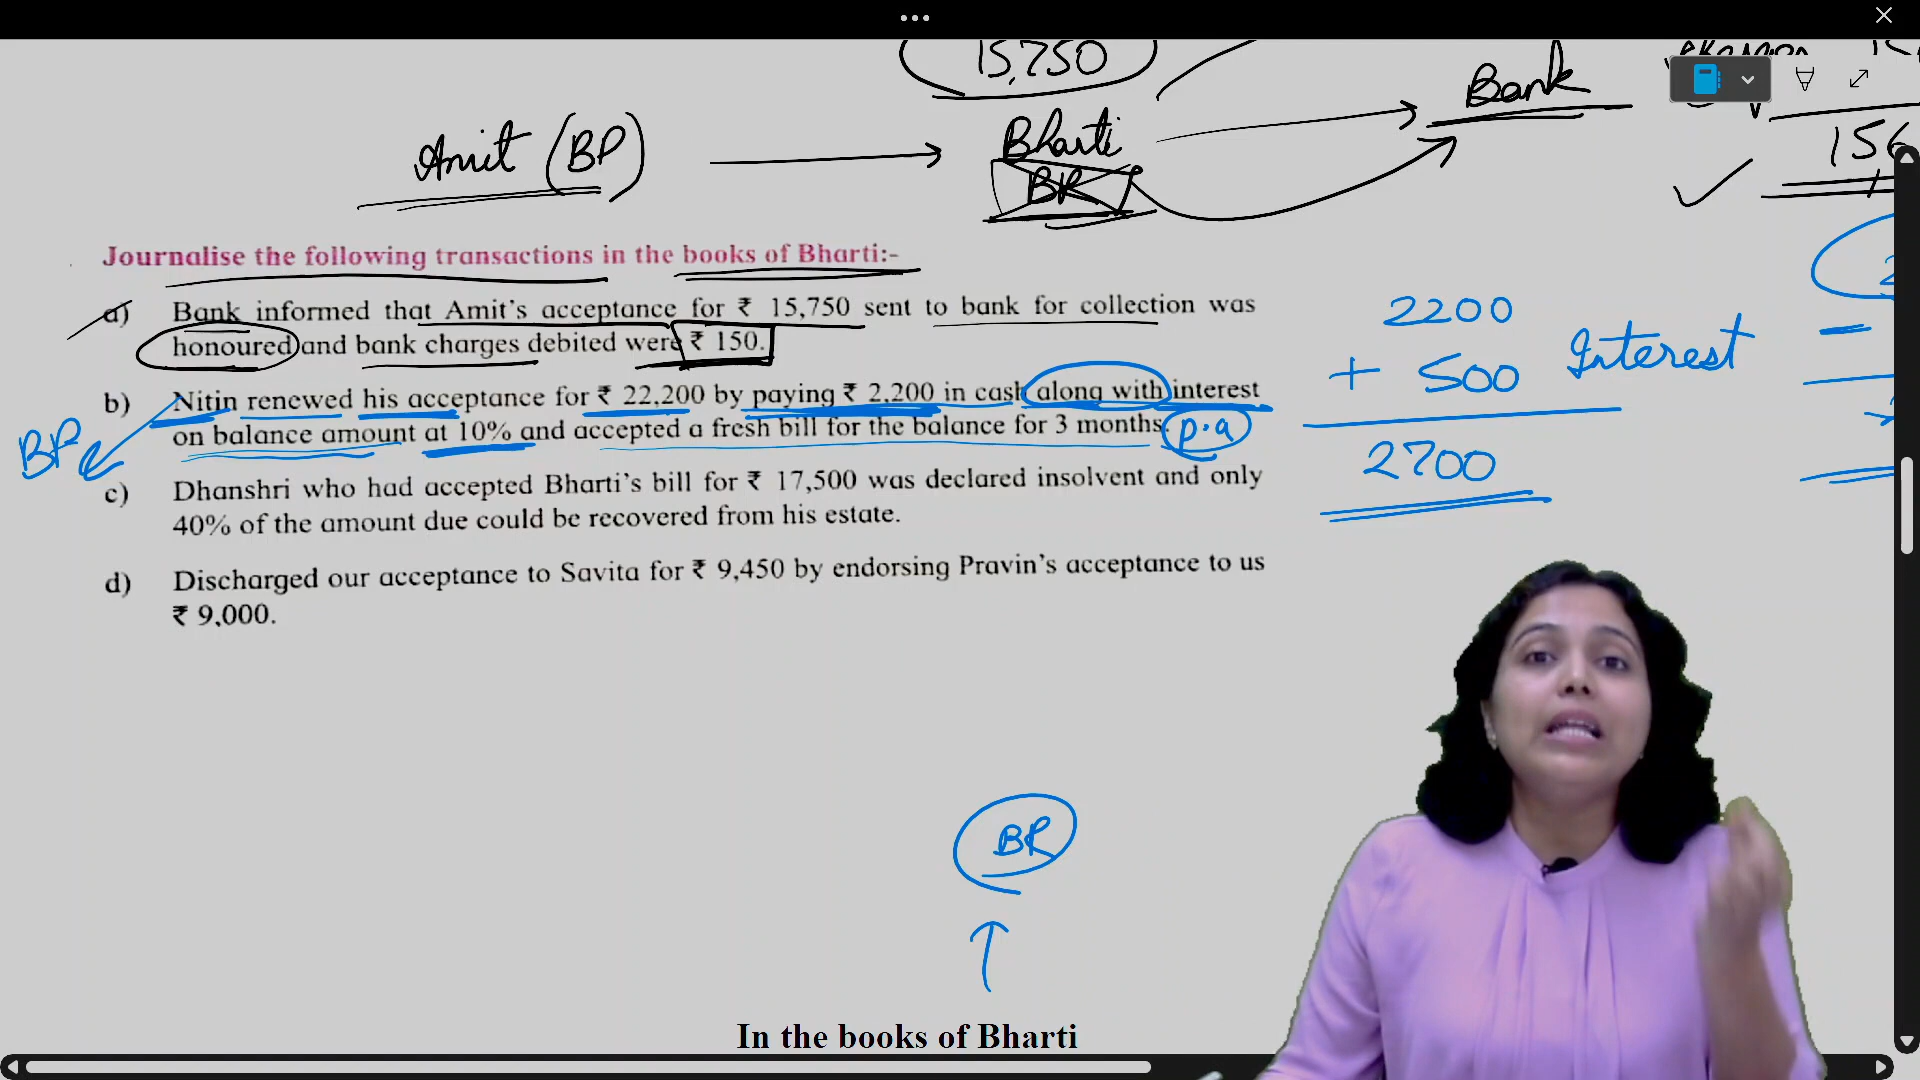 15,750
Bank
156
Amit (BP)
Bharti
BR
Journalise the following transactions in the books of Bharti:-
a) Bank informed that Amit's acceptance for ₹ 15,750 sent to bank for collection was
honoured and bank charges debited were ₹ 150.
b) Nitin renewed his acceptance for ₹ 22,200 by paying ₹ 2,200 in cash along with interest
on balance amount at 10% and accepted a fresh bill for the balance for 3 months. p.a
BP
c) Dhanshri who had accepted Bharti's bill for ₹ 17,500 was declared insolvent and only
40% of the amount due could be recovered from his estate.
d) Discharged our acceptance to Savita for ₹ 9,450 by endorsing Pravin's acceptance to us
₹ 9,000.
2200
+ 500 Interest
2700
BR
In the books of Bharti